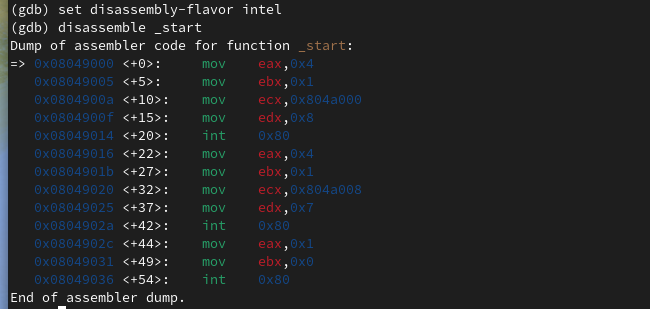 (gdb) set disassembly-flavor intel
(gdb) disassemble _start
Dump of assembler code for function _start:
=> 0x08049000 <+0>:     mov    eax,0x4
   0x08049005 <+5>:     mov    ebx,0x1
   0x0804900a <+10>:    mov    ecx,0x804a000
   0x0804900f <+15>:    mov    edx,0x8
   0x08049014 <+20>:    int    0x80
   0x08049016 <+22>:    mov    eax,0x4
   0x0804901b <+27>:    mov    ebx,0x1
   0x08049020 <+32>:    mov    ecx,0x804a008
   0x08049025 <+37>:    mov    edx,0x7
   0x0804902a <+42>:    int    0x80
   0x0804902c <+44>:    mov    eax,0x1
   0x08049031 <+49>:    mov    ebx,0x0
   0x08049036 <+54>:    int    0x80
End of assembler dump.